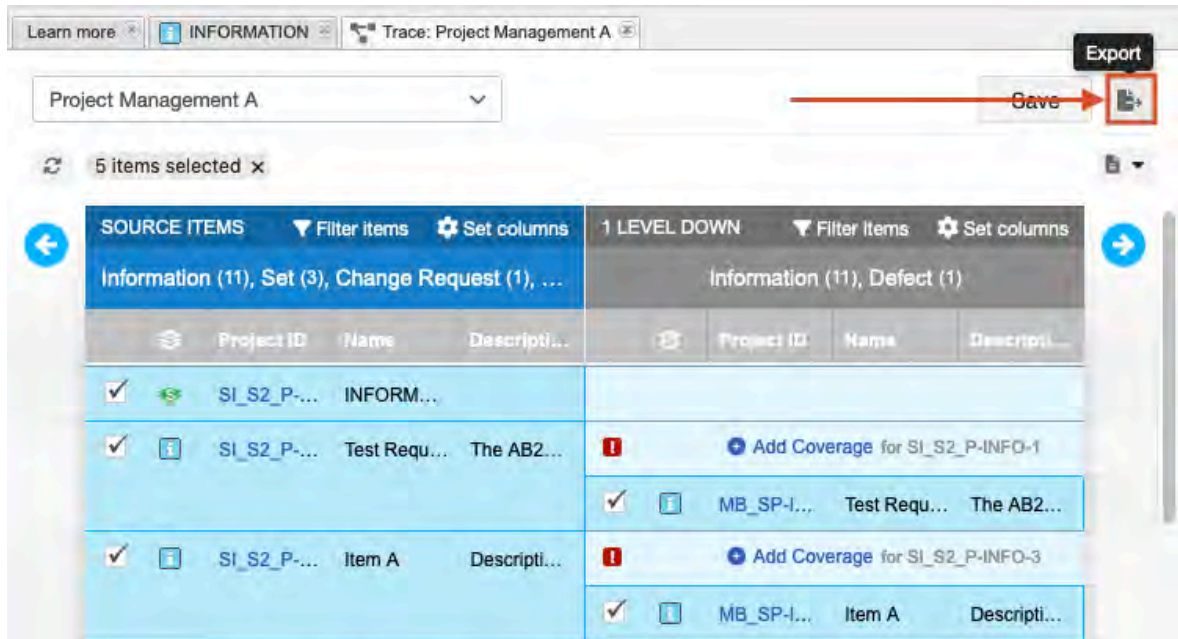 Learn more INFORMATION Trace: Project Management A
Export
Project Management A Save
5 items selected ×
SOURCE ITEMS Filter items Set columns 1 LEVEL DOWN Filter items Set columns
Information (11), Set (3), Change Request (1), ... Information (11), Defect (1)
Project ID Name Descripti... Project ID Name Descripti...
SI_S2_P-... INFORM...
SI_S2_P-... Test Requ... The AB2... Add Coverage for SI_S2_P-INFO-1
MB_SP-I... Test Requ... The AB2...
SI_S2_P-... Item A Descripti... Add Coverage for SI_S2_P-INFO-3
MB_SP-I... Item A Descripti...